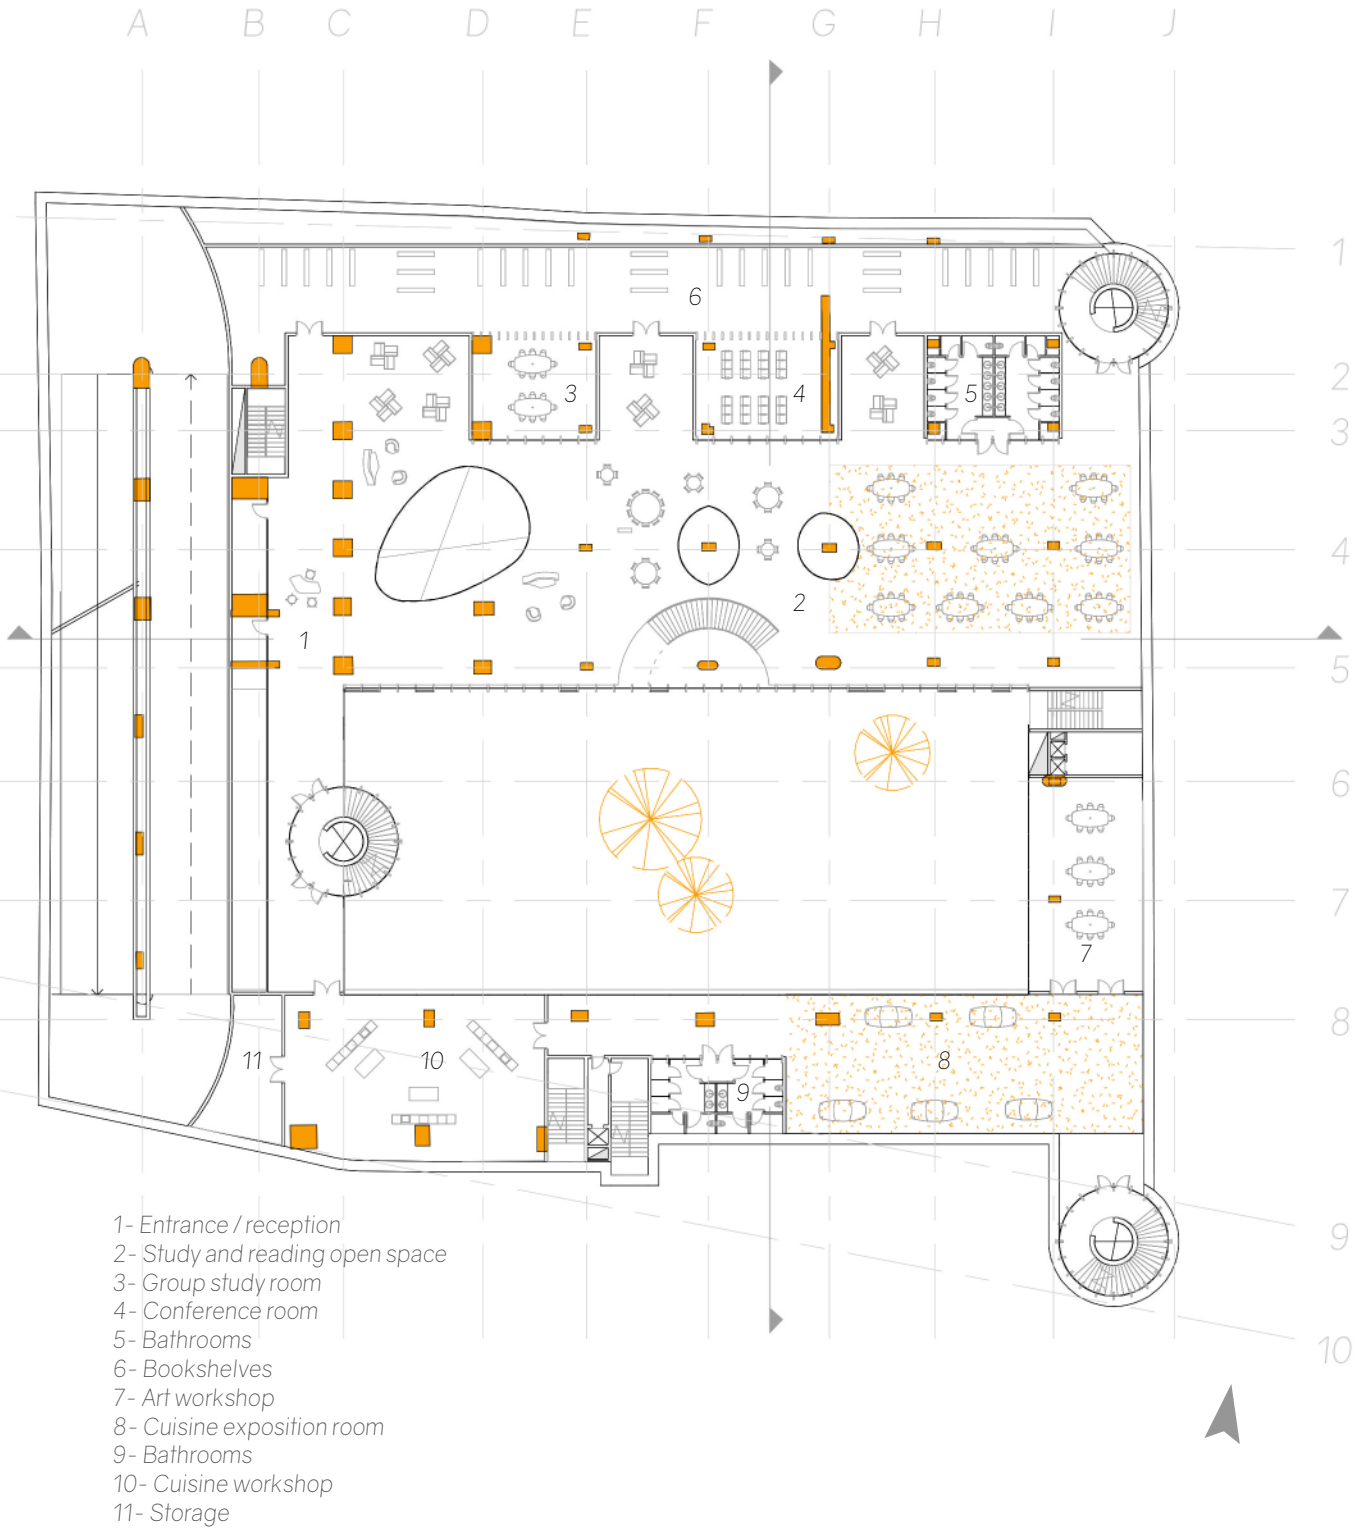 A B C D E F G H I J
1
6
2
3
4
5
3
4
2
1
5
6
7
7
8
11
10
8
9
9
10
1- Entrance / reception
2- Study and reading open space
3- Group study room
4- Conference room
5- Bathrooms
6- Bookshelves
7- Art workshop
8- Cuisine exposition room
9- Bathrooms
10- Cuisine workshop
11- Storage